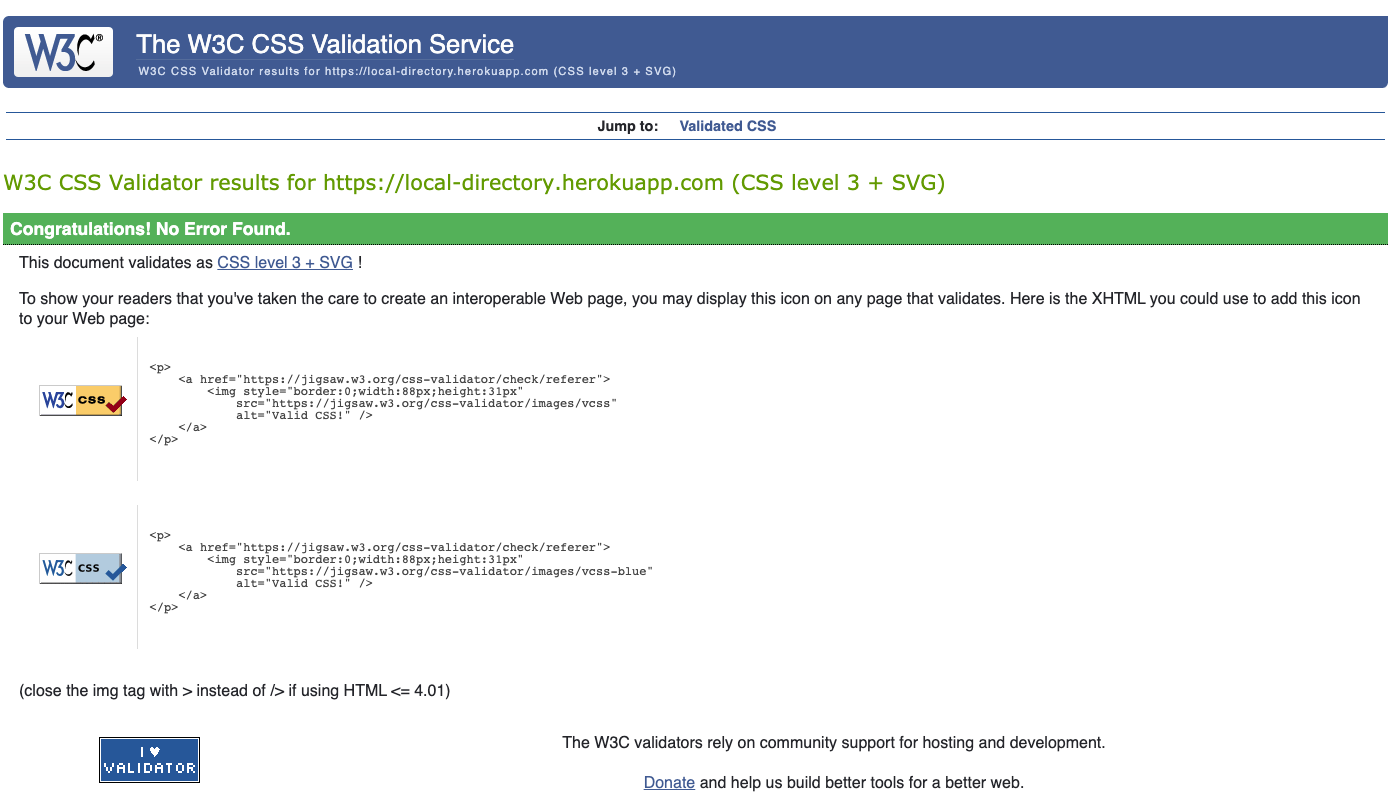 W3C®
The W3C CSS Validation Service
W3C CSS Validator results for https://local-directory.herokuapp.com (CSS level 3 + SVG)
Jump to: Validated CSS
W3C CSS Validator results for https://local-directory.herokuapp.com (CSS level 3 + SVG)
Congratulations! No Error Found.
This document validates as CSS level 3 + SVG !
To show your readers that you've taken the care to create an interoperable Web page, you may display this icon on any page that validates. Here is the XHTML you could use to add this icon
to your Web page:
W3C css
<p>
    <a href="https://jigsaw.w3.org/css-validator/check/referer">
        <img style="border:0;width:88px;height:31px"
            src="https://jigsaw.w3.org/css-validator/images/vcss"
            alt="Valid CSS!" />
    </a>
</p>
W3C css
<p>
    <a href="https://jigsaw.w3.org/css-validator/check/referer">
        <img style="border:0;width:88px;height:31px"
            src="https://jigsaw.w3.org/css-validator/images/vcss-blue"
            alt="Valid CSS!" />
    </a>
</p>
(close the img tag with > instead of /> if using HTML <= 4.01)
I ♥
VALIDATOR
The W3C validators rely on community support for hosting and development.
Donate and help us build better tools for a better web.